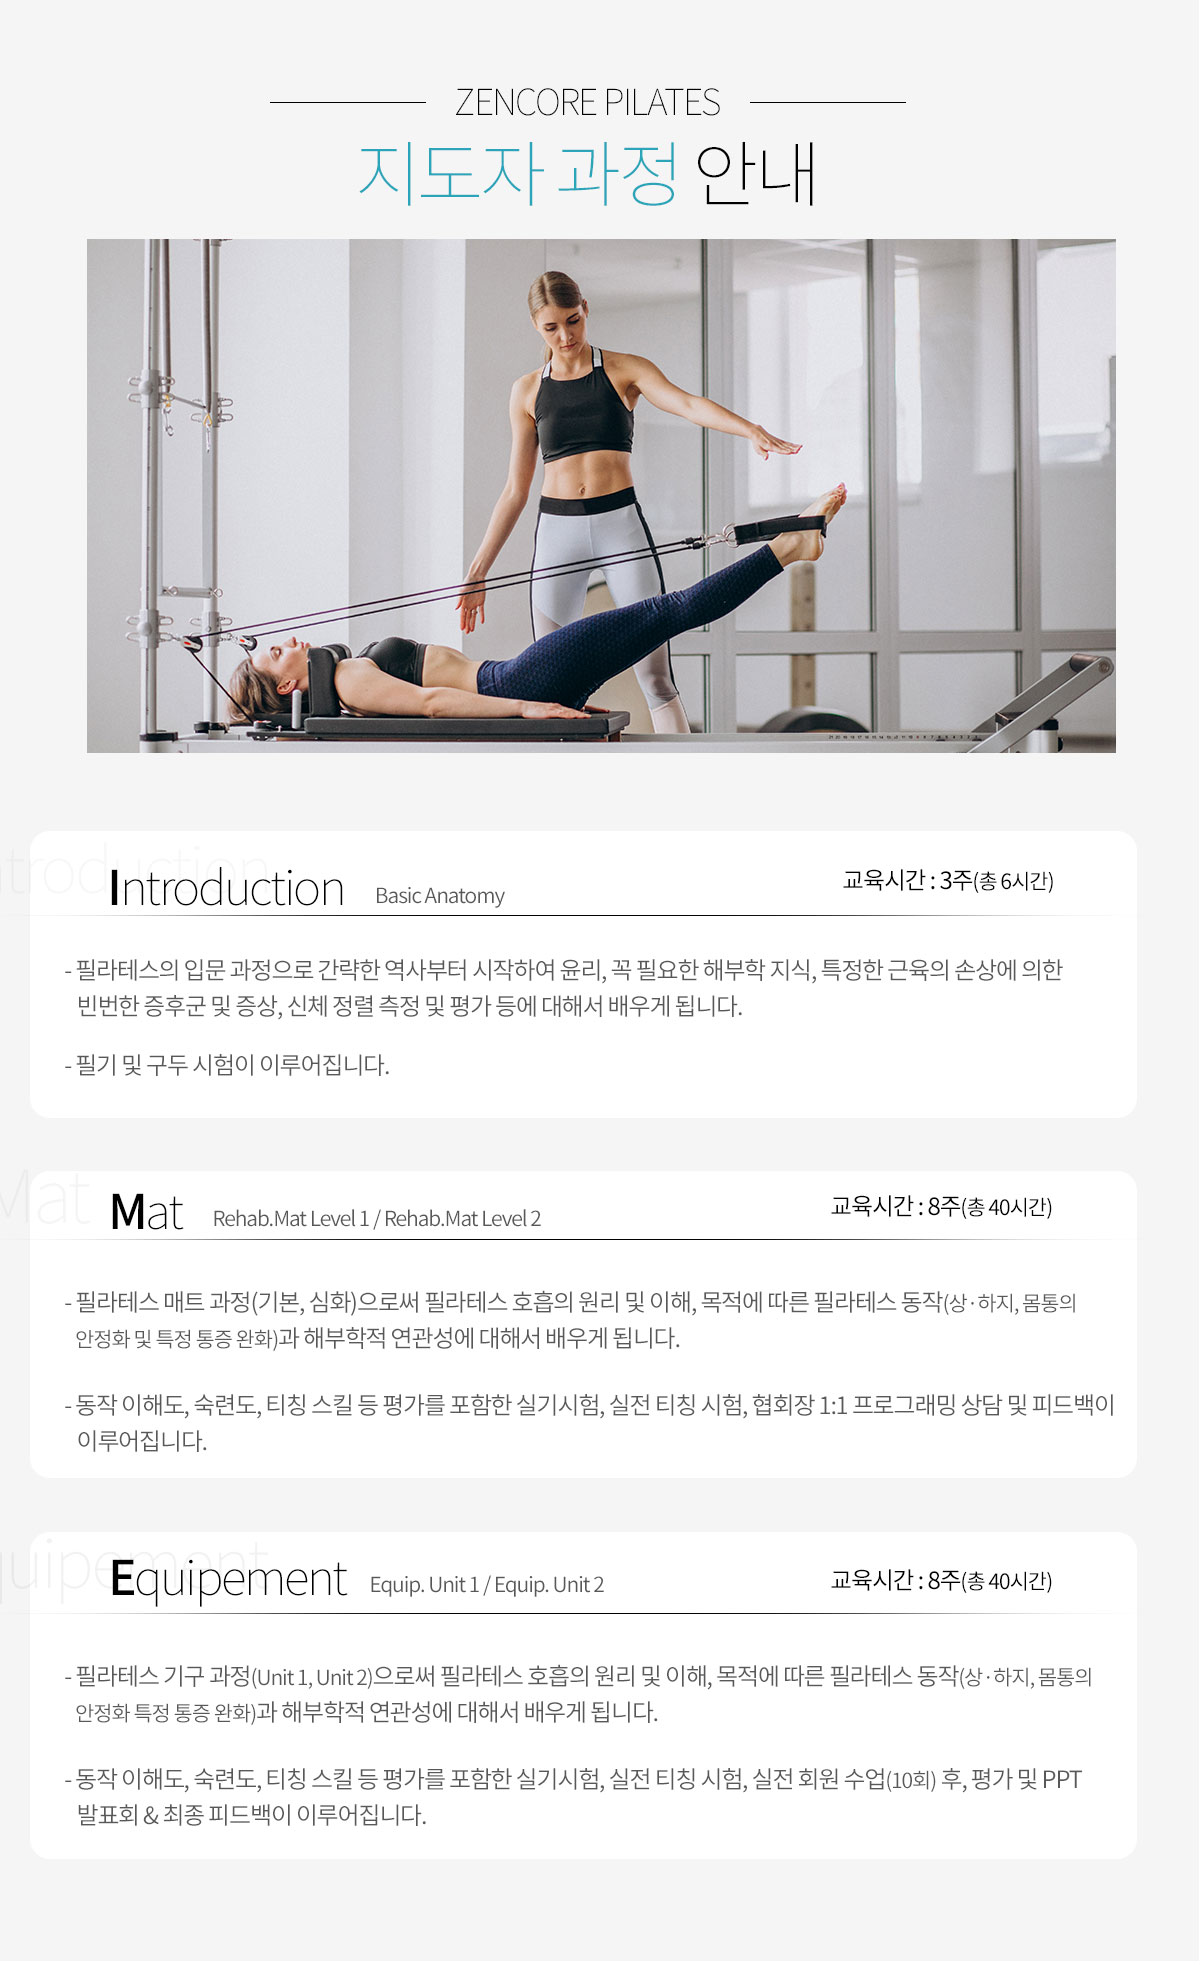 ZENCORE PILATES
지도자 과정 안내
Introduction Basic Anatomy 교육시간 : 3주(총 6시간)
- 필라테스의 입문 과정으로 간략한 역사부터 시작하여 윤리, 꼭 필요한 해부학 지식, 특정한 근육의 손상에 의한
빈번한 증후군 및 증상, 신체 정렬 측정 및 평가 등에 대해서 배우게 됩니다.
- 필기 및 구두 시험이 이루어집니다.
Mat
Mat Rehab.Mat Level 1 / Rehab.Mat Level 2 교육시간 : 8주(총 40시간)
- 필라테스 매트 과정(기본, 심화)으로써 필라테스 호흡의 원리 및 이해, 목적에 따른 필라테스 동작(상·하지, 몸통의
안정화 및 특정 통증 완화)과 해부학적 연관성에 대해서 배우게 됩니다.
- 동작 이해도, 숙련도, 티칭 스킬 등 평가를 포함한 실기시험, 실전 티칭 시험, 협회장 1:1 프로그래밍 상담 및 피드백이
이루어집니다.
Equipement Equip. Unit 1 / Equip. Unit 2 교육시간 : 8주(총 40시간)
- 필라테스 기구 과정(Unit 1, Unit 2)으로써 필라테스 호흡의 원리 및 이해, 목적에 따른 필라테스 동작(상·하지, 몸통의
안정화 특정 통증 완화)과 해부학적 연관성에 대해서 배우게 됩니다.
- 동작 이해도, 숙련도, 티칭 스킬 등 평가를 포함한 실기시험, 실전 티칭 시험, 실전 회원 수업(10회) 후, 평가 및 PPT
발표회 & 최종 피드백이 이루어집니다.